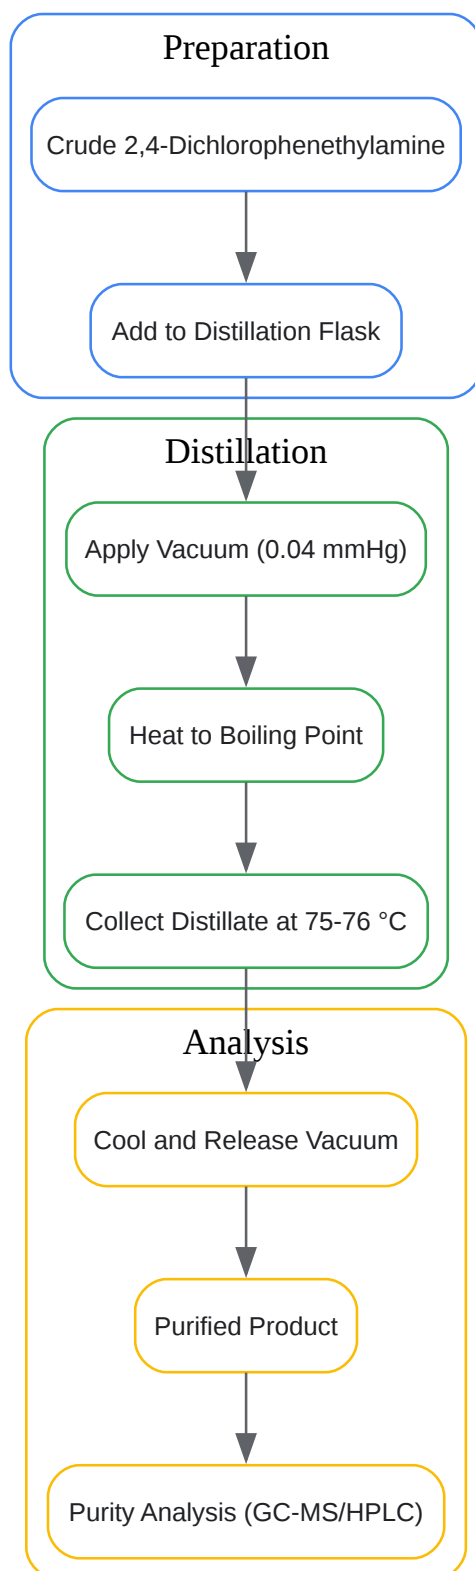 Preparation
Crude 2,4-Dichlorophenethylamine
Add to Distillation Flask
Distillation
Apply Vacuum (0.04 mmHg)
Heat to Boiling Point
Collect Distillate at 75-76 °C
Analysis
Cool and Release Vacuum
Purified Product
Purity Analysis (GC-MS/HPLC)